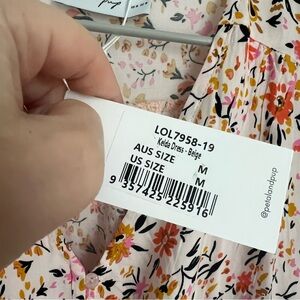 LOL7958-19
Kelda Dress - Beige
AUS SIZE M
US SIZE M
9 357425 225916
@petalandpup